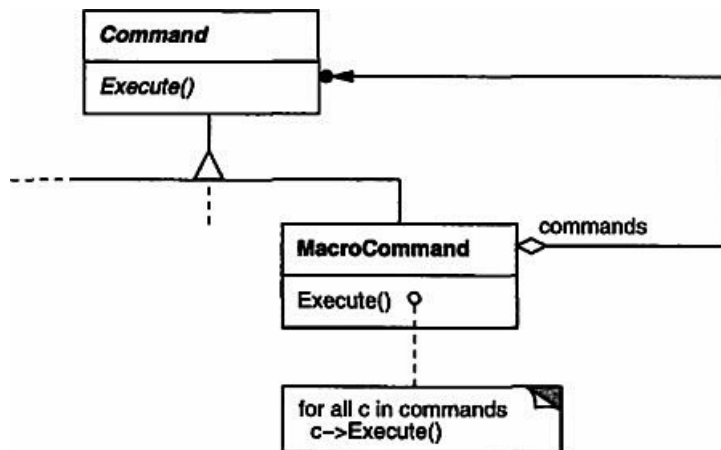 Command
Execute()
commands
MacroCommand
Execute()
for all c in commands
c->Execute()